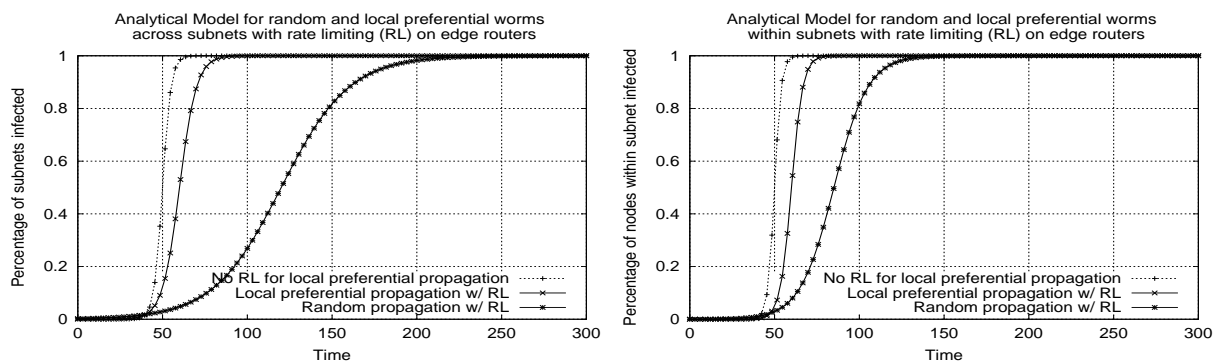 Analytical Model for random and local preferential worms
across subnets with rate limiting (RL) on edge routers
Percentage of subnets infected
1
0.8
0.6
0.4
0.2
0
No RL for local preferential propagation
Local preferential propagation w/ RL
Random propagation w/ RL
0 50 100 150 200 250 300
Time
Analytical Model for random and local preferential worms
within subnets with rate limiting (RL) on edge routers
Percentage of nodes within subnet infected
1
0.8
0.6
0.4
0.2
0
No RL for local preferential propagation
Local preferential propagation w/ RL
Random propagation w/ RL
0 50 100 150 200 250 300
Time